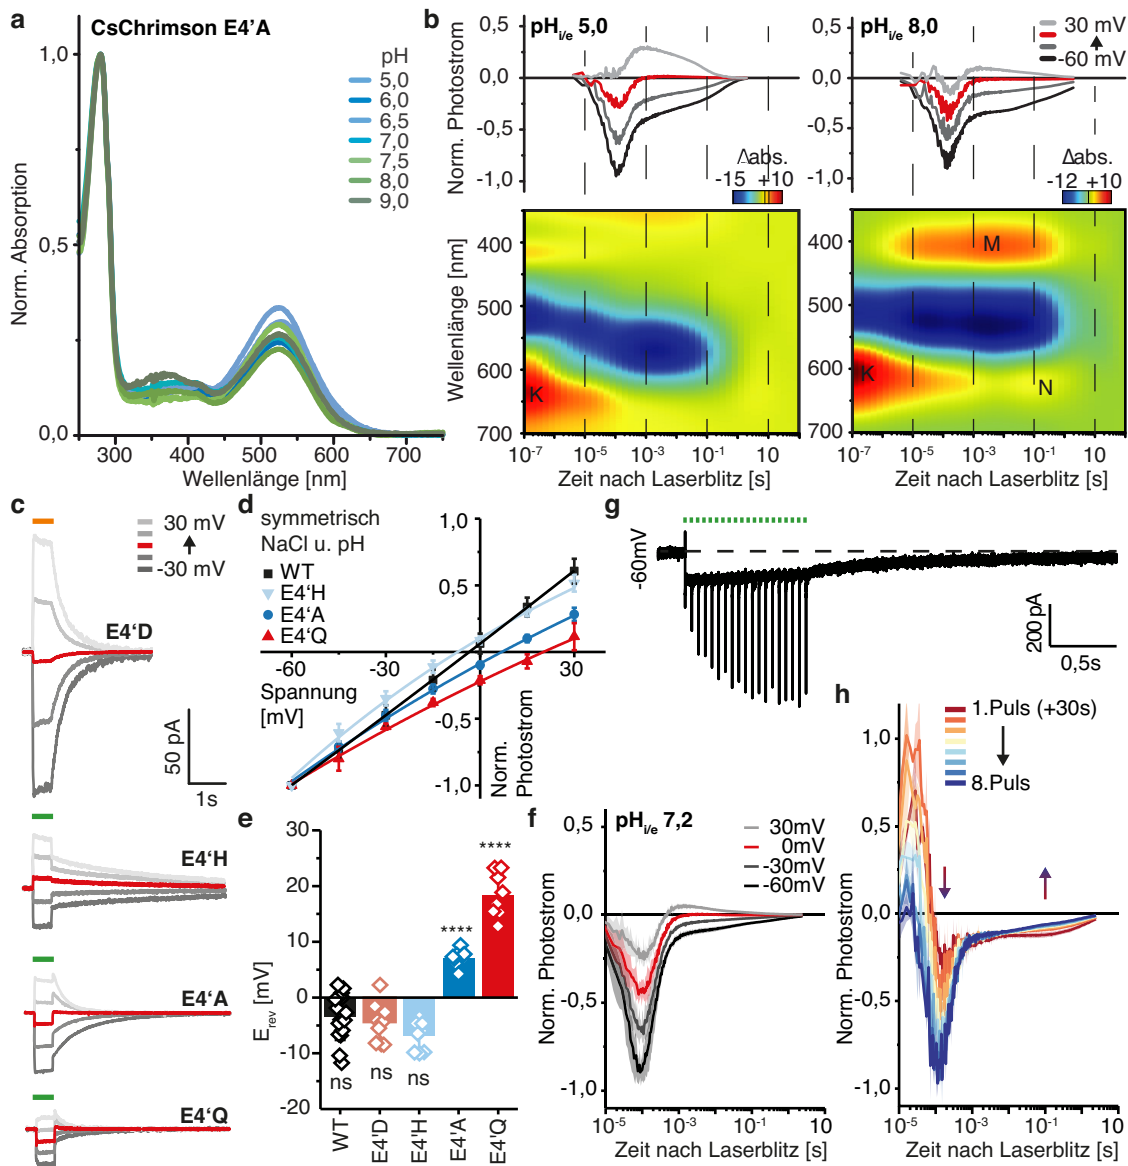 a
CsChrimson E4'A
Norm. Absorption
1,0
0,5
0,0
pH
5,0
6,0
6,5
7,0
7,5
8,0
9,0
300
400
500
600
700
Wellenlänge [nm]
b
pHi/e 5,0
Norm. Photostrom
0,5
0,0
-0,5
-1,0
Δabs.
-15 +10
Wellenlänge [nm]
400
500
600
700
K
10-7 10-5 10-3 10-1 10
Zeit nach Laserblitz [s]
pHi/e 8,0
30 mV
-60 mV
0,5
0,0
-0,5
-1,0
Δabs.
-12 +10
400
500
600
700
M
K
N
10-7 10-5 10-3 10-1 10
Zeit nach Laserblitz [s]
c
30 mV
-30 mV
E4'D
50 pA
1s
E4'H
E4'A
E4'Q
d
symmetrisch
NaCl u. pH
WT
E4'H
E4'A
E4'Q
1,0
0,5
-0,5
-1,0
-60
-30
0
30
Spannung
[mV]
Norm.
Photostrom
e
Erev [mV]
30
20
10
0
-10
-20
ns
ns
ns
****
****
WT
E4'D
E4'H
E4'A
E4'Q
f
pHi/e 7,2
30mV
0mV
-30mV
-60mV
Norm. Photostrom
0,5
0,0
-0,5
-1,0
10-5 10-3 10-1 10
Zeit nach Laserblitz [s]
g
-60mV
200 pA
0,5s
h
1.Puls (+30s)
8.Puls
Norm. Photostrom
1,0
0,5
0,0
-0,5
-1,0
10-5 10-3 10-1 10
Zeit nach Laserblitz [s]